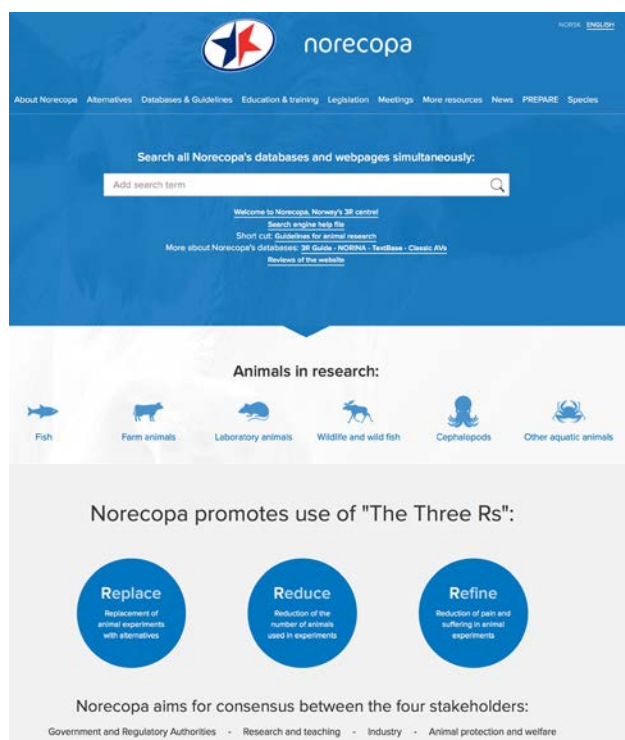 NORSK ENGLISH
norecopa
About Norecopa Alternatives Databases & Guidelines Education & training Legislation Meetings More resources News PREPARE Species
Search all Norecopa's databases and webpages simultaneously:
Add search term
Welcome to Norecopa, Norway's 3R centre!
Search engine help file
Short cut: Guidelines for animal research
More about Norecopa's databases: 3R Guide - NORINA - TextBase - Classic AVs
Reviews of the website
Animals in research:
Fish Farm animals Laboratory animals Wildlife and wild fish Cephalopods Other aquatic animals
Norecopa promotes use of "The Three Rs":
Replace
Replacement of
animal experiments
with alternatives
Reduce
Reduction of the
number of animals
used in experiments
Refine
Reduction of pain and
suffering in animal
experiments
Norecopa aims for consensus between the four stakeholders:
Government and Regulatory Authorities - Research and teaching - Industry - Animal protection and welfare